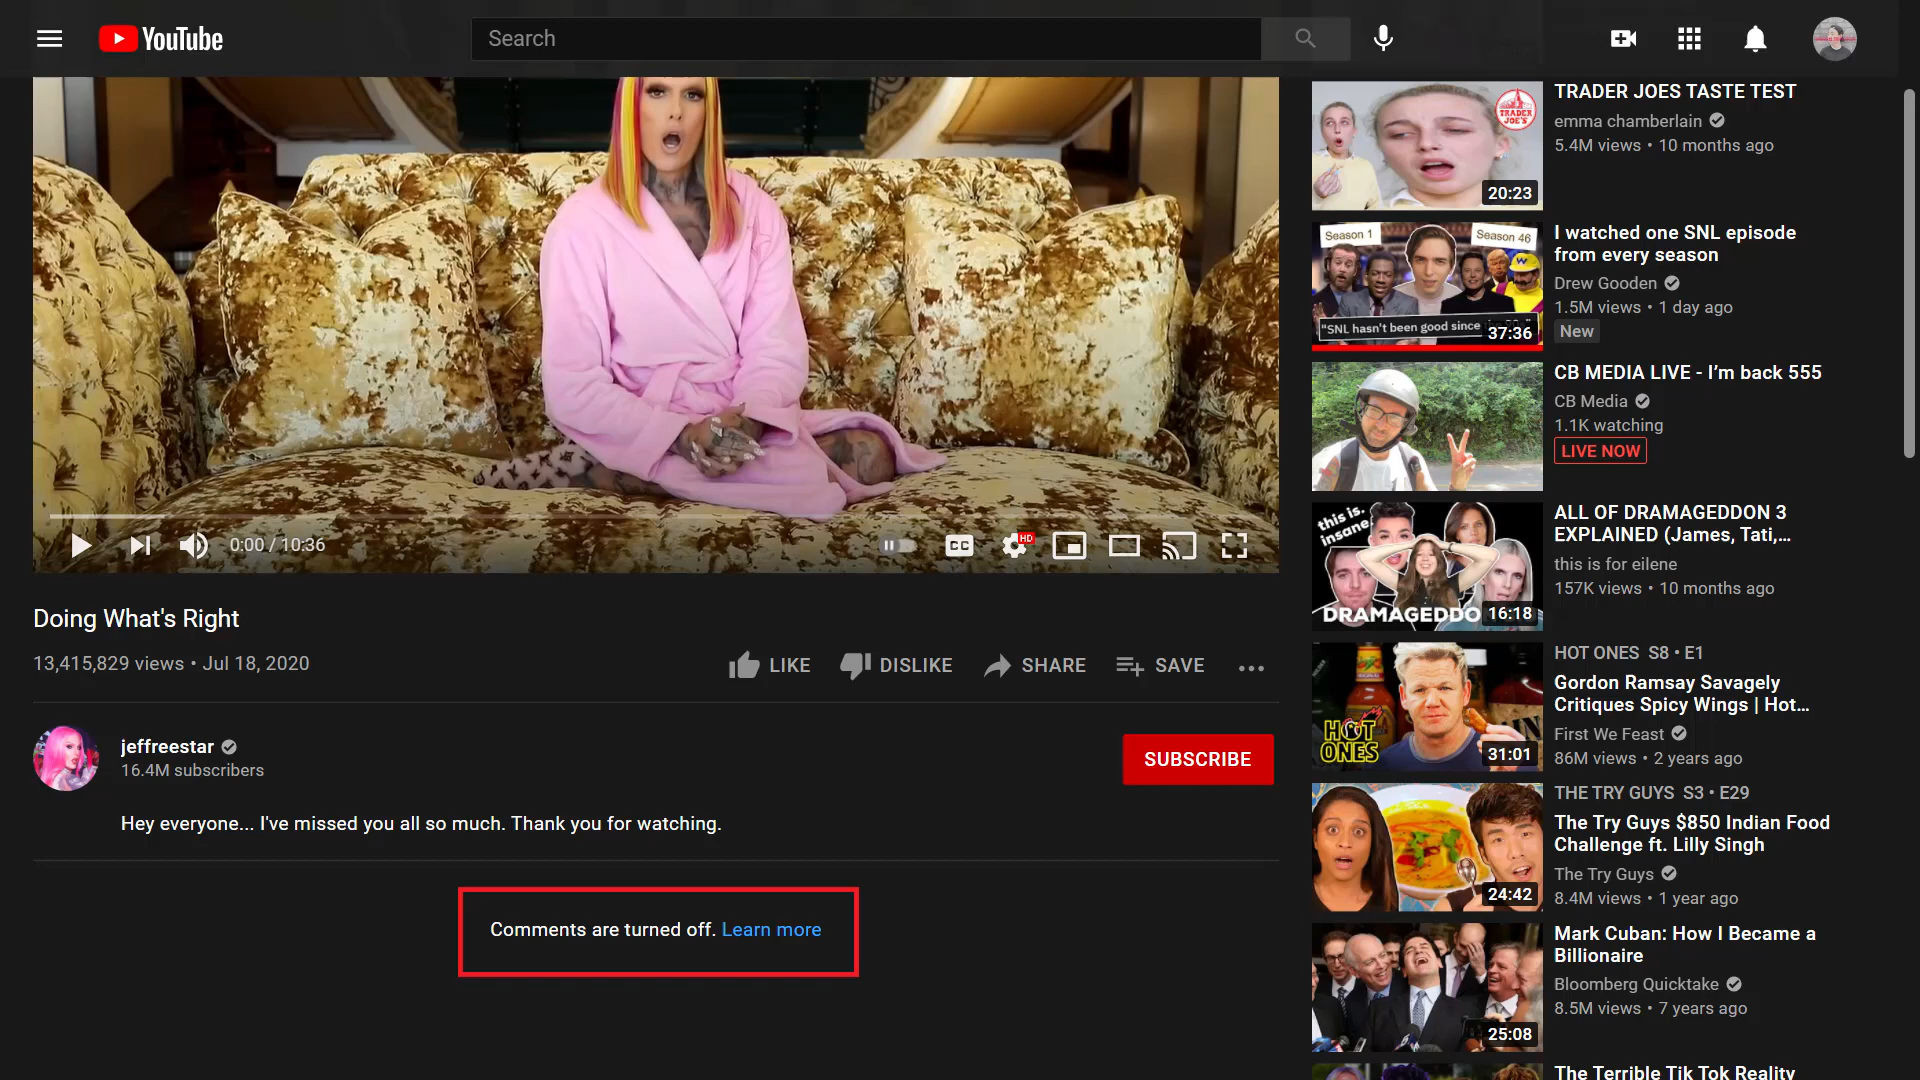 YouTube
Search
0:00 / 10:36
CC
HD
Doing What's Right
13,415,829 views • Jul 18, 2020
LIKE
DISLIKE
SHARE
SAVE
jeffreestar
16.4M subscribers
SUBSCRIBE
Hey everyone... I've missed you all so much. Thank you for watching.
Comments are turned off. Learn more
TRADER JOE'S
20:23
TRADER JOES TASTE TEST
emma chamberlain
5.4M views • 10 months ago
Season 1
Season 46
"SNL hasn't been good since
37:36
I watched one SNL episode
from every season
Drew Gooden
1.5M views • 1 day ago
New
CB MEDIA LIVE - I’m back 555
CB Media
1.1K watching
LIVE NOW
this is.
insane
DRAMAGEDDO
16:18
ALL OF DRAMAGEDDON 3
EXPLAINED (James, Tati,...
this is for eilene
157K views • 10 months ago
HOT
ONES
31:01
HOT ONES S8 • E1
Gordon Ramsay Savagely
Critiques Spicy Wings | Hot...
First We Feast
86M views • 2 years ago
24:42
THE TRY GUYS S3 • E29
The Try Guys $850 Indian Food
Challenge ft. Lilly Singh
The Try Guys
8.4M views • 1 year ago
25:08
Mark Cuban: How I Became a
Billionaire
Bloomberg Quicktake
8.5M views • 7 years ago
The Terrible Tik Tok Reality